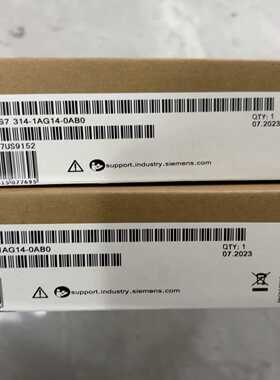 S7 314-1AG14-0AB0
QTY: 1
07.2023
7US9152
support.industry.siemens.com
1AG14-0AB0
QTY: 1
07.2023
support.industry.siemens.com